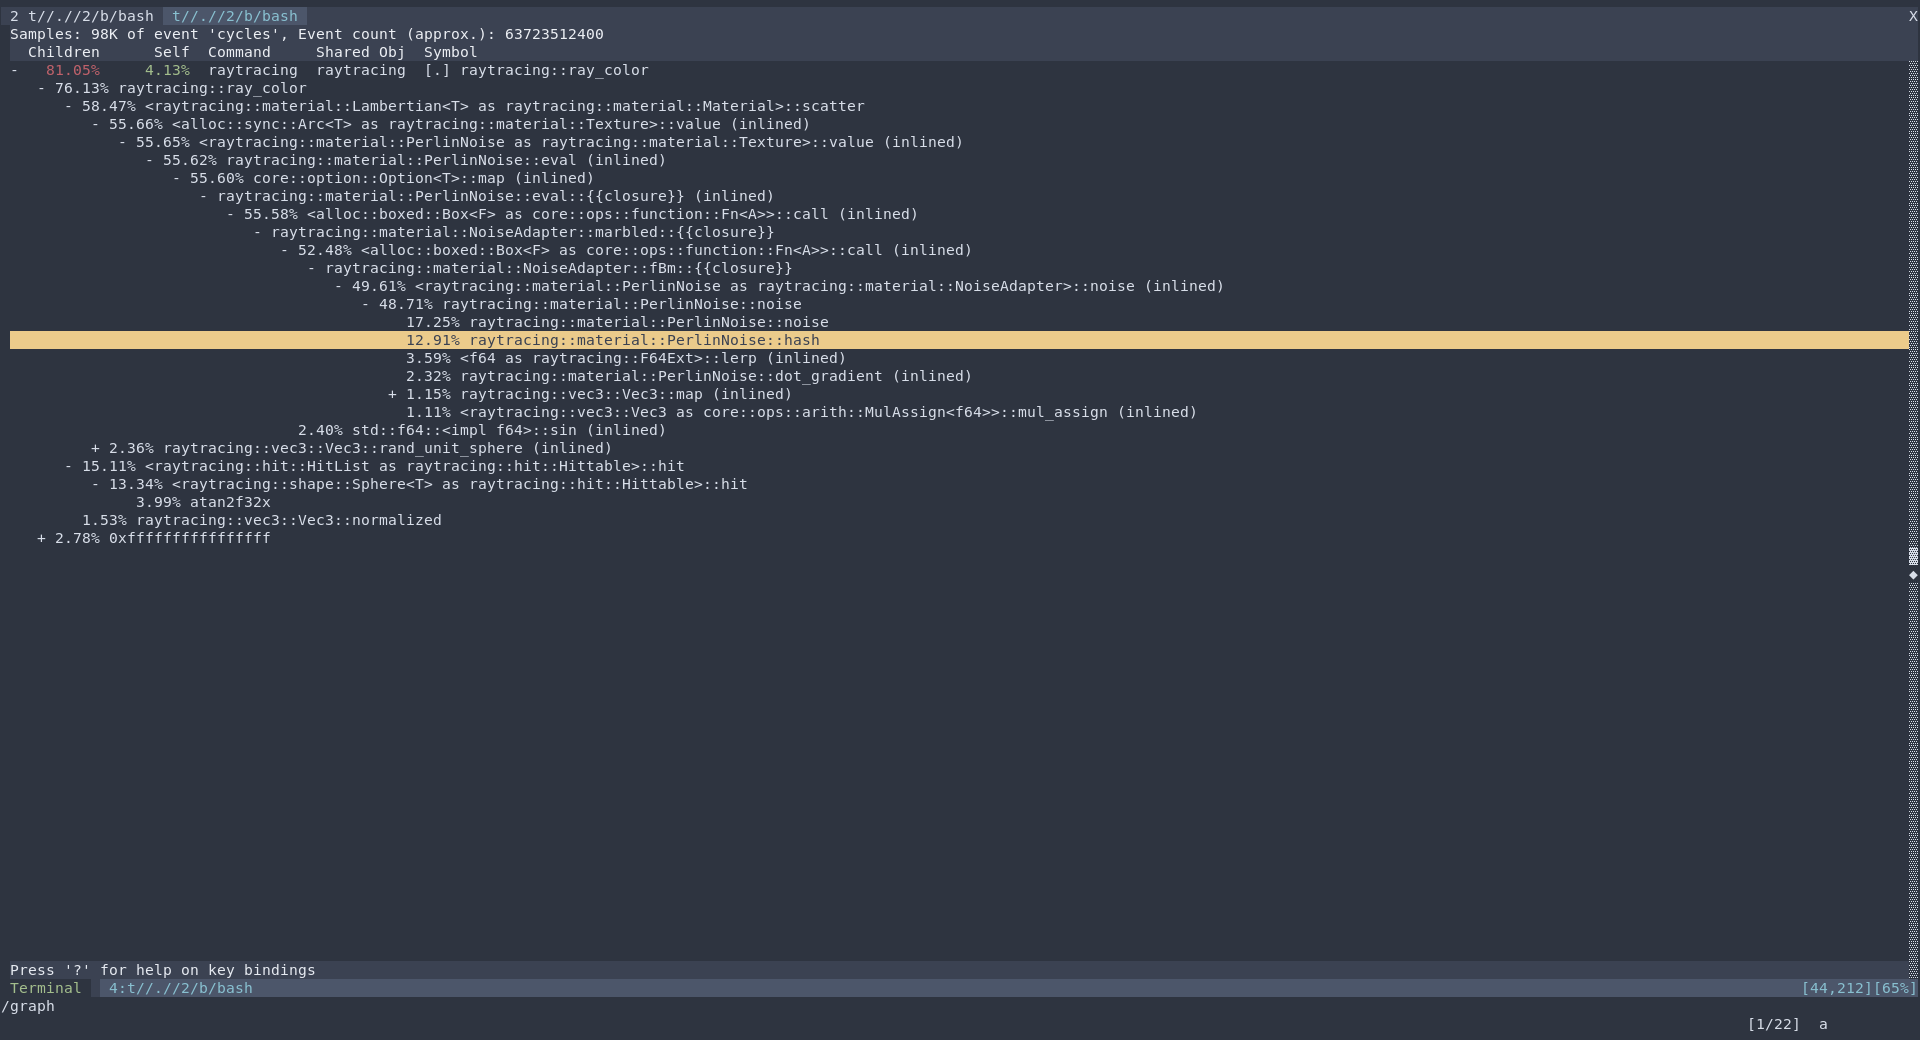 2 t//.//2/b/bash  t//.//2/b/bash X
Samples: 98K of event 'cycles', Event count (approx.): 63723512400
  Children      Self  Command     Shared Obj  Symbol
-   81.05%     4.13%  raytracing  raytracing  [.] raytracing::ray_color
   - 76.13% raytracing::ray_color
      - 58.47% <raytracing::material::Lambertian<T> as raytracing::material::Material>::scatter
         - 55.66% <alloc::sync::Arc<T> as raytracing::material::Texture>::value (inlined)
            - 55.65% <raytracing::material::PerlinNoise as raytracing::material::Texture>::value (inlined)
               - 55.62% raytracing::material::PerlinNoise::eval (inlined)
                  - 55.60% core::option::Option<T>::map (inlined)
                     - raytracing::material::PerlinNoise::eval::{{closure}} (inlined)
                        - 55.58% <alloc::boxed::Box<F> as core::ops::function::Fn<A>>::call (inlined)
                           - raytracing::material::NoiseAdapter::marbled::{{closure}}
                              - 52.48% <alloc::boxed::Box<F> as core::ops::function::Fn<A>>::call (inlined)
                                 - raytracing::material::NoiseAdapter::fBm::{{closure}}
                                    - 49.61% <raytracing::material::PerlinNoise as raytracing::material::NoiseAdapter>::noise (inlined)
                                       - 48.71% raytracing::material::PerlinNoise::noise
                                            17.25% raytracing::material::PerlinNoise::noise
                                            12.91% raytracing::material::PerlinNoise::hash
                                            3.59% <f64 as raytracing::F64Ext>::lerp (inlined)
                                            2.32% raytracing::material::PerlinNoise::dot_gradient (inlined)
                                          + 1.15% raytracing::vec3::Vec3::map (inlined)
                                            1.11% <raytracing::vec3::Vec3 as core::ops::arith::MulAssign<f64>>::mul_assign (inlined)
                                2.40% std::f64::<impl f64>::sin (inlined)
         + 2.36% raytracing::vec3::Vec3::rand_unit_sphere (inlined)
      - 15.11% <raytracing::hit::HitList as raytracing::hit::Hittable>::hit
         - 13.34% <raytracing::shape::Sphere<T> as raytracing::hit::Hittable>::hit
              3.99% atan2f32x
        1.53% raytracing::vec3::Vec3::normalized
   + 2.78% 0xffffffffffffffff
Press '?' for help on key bindings
Terminal   4:t//.//2/b/bash [44,212][65%]
/graph
[1/22]  a